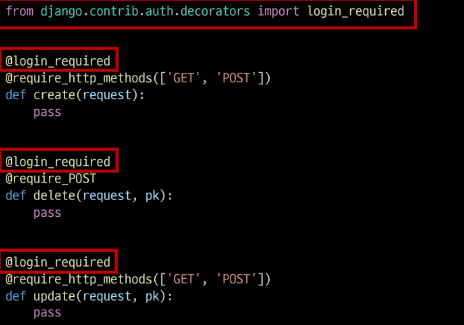 from django.contrib.auth.decorators import login_required
@login_required
@require_http_methods(['GET', 'POST'])
def create(request):
    pass
@login_required
@require_POST
def delete(request, pk):
    pass
@login_required
@require_http_methods(['GET', 'POST'])
def update(request, pk):
    pass